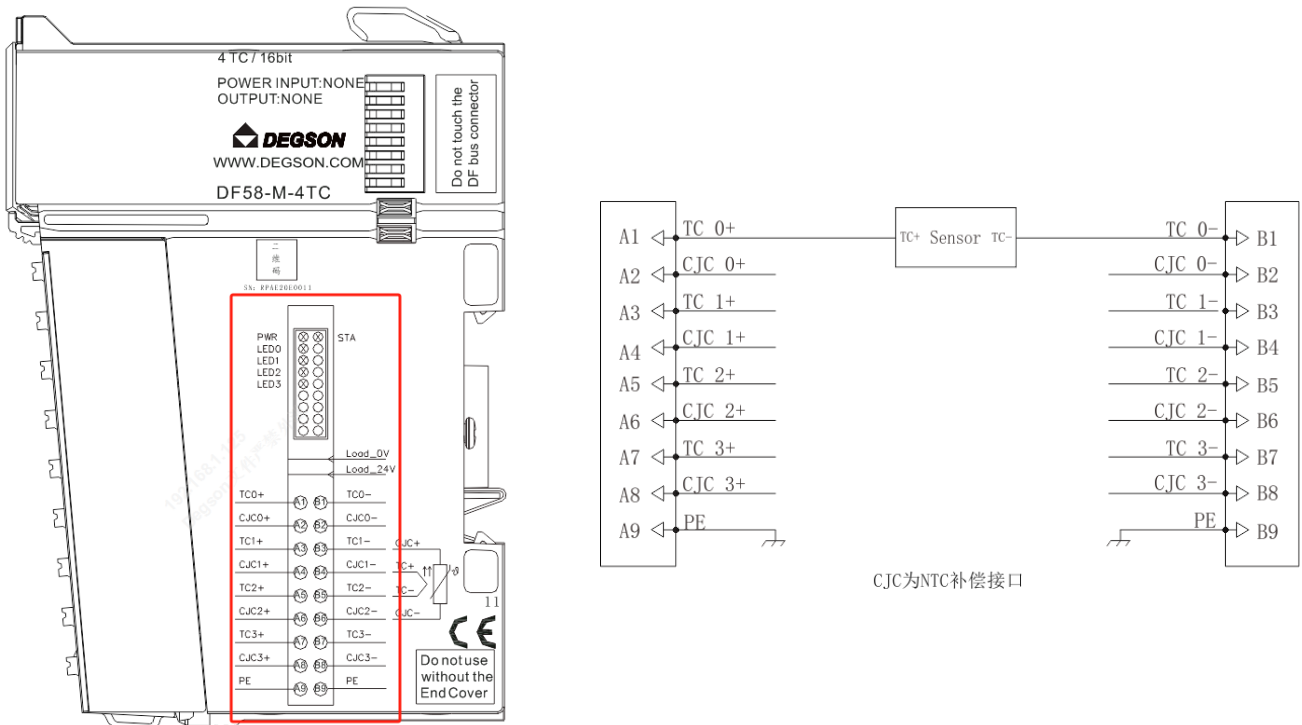 4 TC / 16bit
POWER INPUT:NONE
OUTPUT:NONE
DEGSON
WWW.DEGSON.COM
DF58-M-4TC
Do not touch the
DF bus connector
二
维
码
SN: RPAE20E0011
PWR STA
LED0
LED1
LED2
LED3
Load_0V
Load_24V
TC0+ A1 B1 TC0-
CJC0+ A2 B2 CJC0-
TC1+ A3 B3 TC1- CJC+
CJC1+ A4 B4 CJC1- TC+
TC2+ A5 B5 TC2- TC-
CJC2+ A6 B6 CJC2- CJC-
TC3+ A7 B7 TC3-
CJC3+ A8 B8 CJC3-
PE A9 B9 PE
11
CE
Do not use
without the
End Cover
A1 TC 0+ TC+ Sensor TC- TC 0- B1
A2 CJC 0+ CJC 0- B2
A3 TC 1+ TC 1- B3
A4 CJC 1+ CJC 1- B4
A5 TC 2+ TC 2- B5
A6 CJC 2+ CJC 2- B6
A7 TC 3+ TC 3- B7
A8 CJC 3+ CJC 3- B8
A9 PE PE B9
CJC为NTC补偿接口